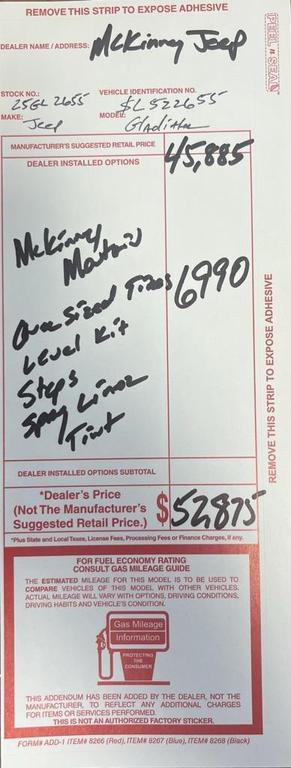 REMOVE THIS STRIP TO EXPOSE ADHESIVE
PEEL 'N' SEAL
DEALER NAME / ADDRESS: McKinney Jeep
STOCK NO.: 25GL2655
VEHICLE IDENTIFICATION NO. SL522655
MAKE: Jeep
MODEL: Gladiator
MANUFACTURER'S SUGGESTED RETAIL PRICE 45,885
DEALER INSTALLED OPTIONS
McKinney
Over Sized Tires 6990
Level Kit
Steps
Spray Liner
Tint
DEALER INSTALLED OPTIONS SUBTOTAL
*Dealer's Price
(Not The Manufacturer's
Suggested Retail Price.) $52,875
*Plus State and Local Taxes, License Fees, Processing Fees or Finance Charges, if any.
REMOVE THIS STRIP TO EXPOSE ADHESIVE
FOR FUEL ECONOMY RATING
CONSULT GAS MILEAGE GUIDE
THE ESTIMATED MILEAGE FOR THIS MODEL IS TO BE USED TO
COMPARE VEHICLES OF THIS MODEL WITH OTHER VEHICLES.
ACTUAL MILEAGE WILL VARY WITH OPTIONS, DRIVING CONDITIONS,
DRIVING HABITS AND VEHICLE'S CONDITION.
Gas Mileage
Information
PROTECTING
THE
CONSUMER
THIS ADDENDUM HAS BEEN ADDED BY THE DEALER, NOT THE
MANUFACTURER, TO REFLECT ANY ADDITIONAL CHARGES
FOR ITEMS OR SERVICES PERFORMED.
THIS IS NOT AN AUTHORIZED FACTORY STICKER.
FORM# ADD-1 ITEM# 8266 (Red), ITEM# 8267 (Blue), ITEM# 8268 (Black)